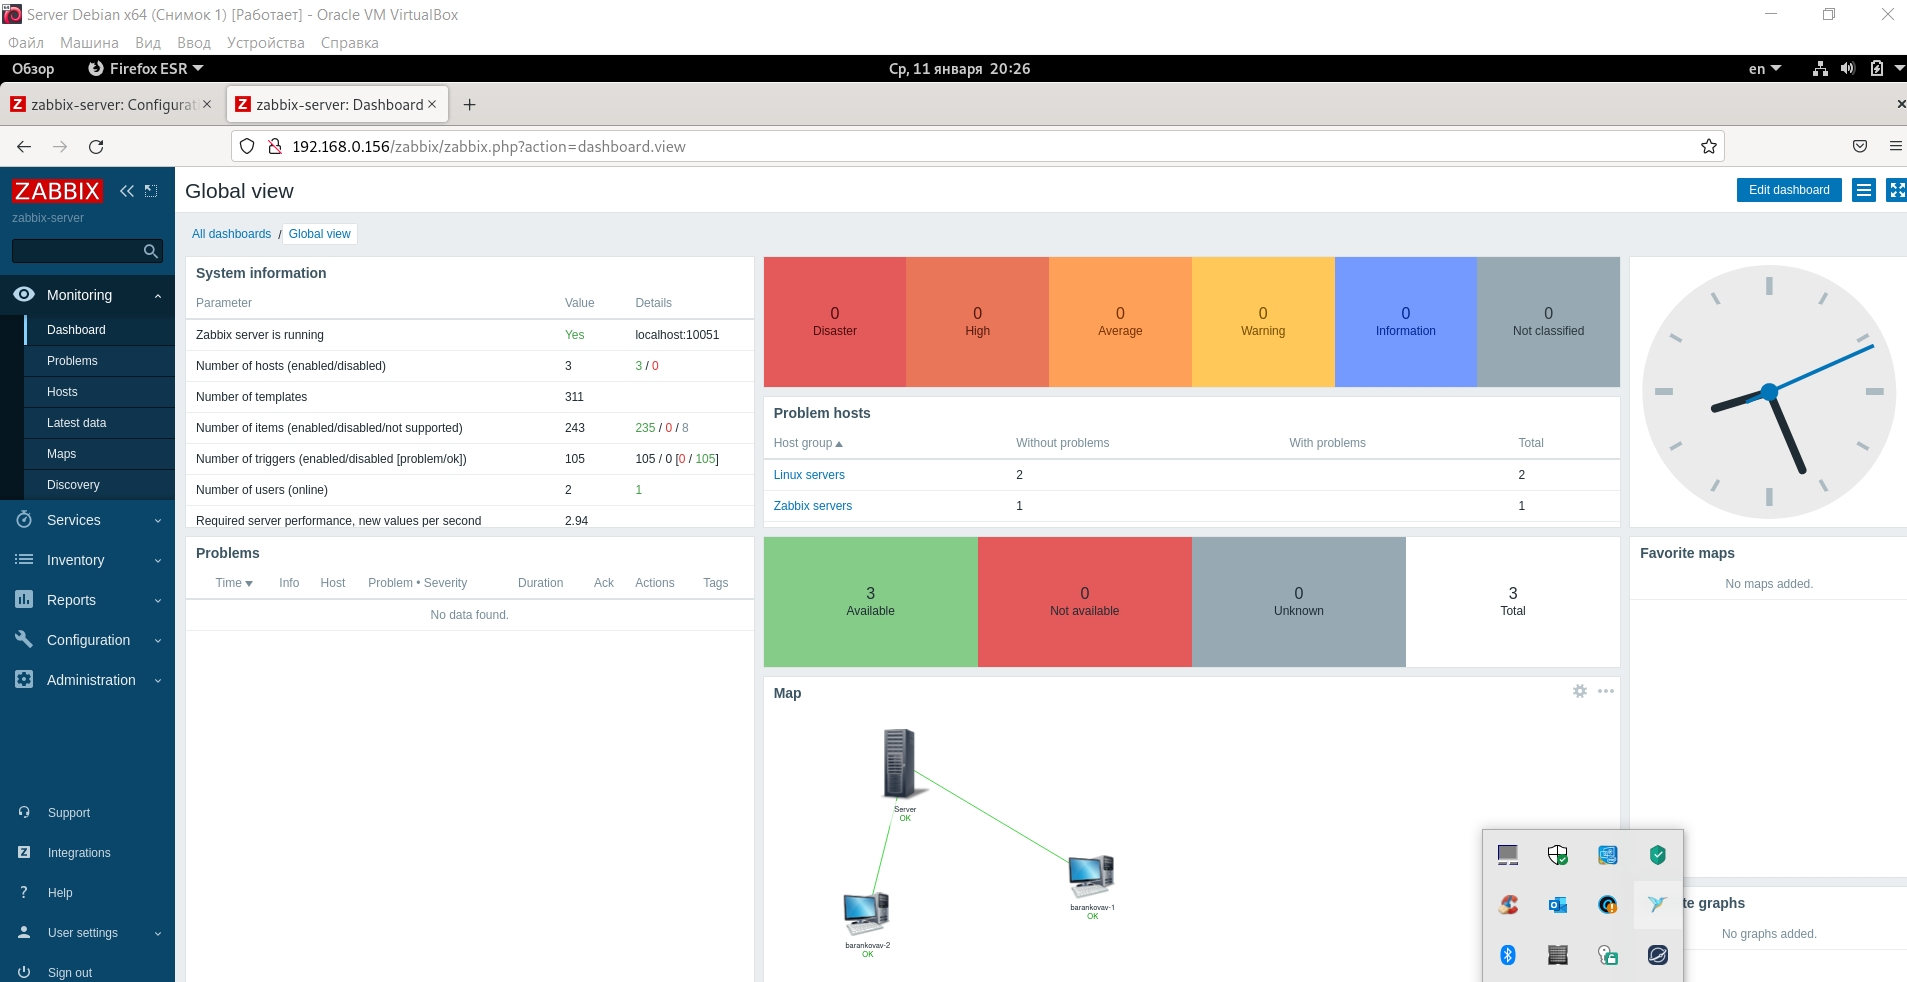 Server Debian x64 (Снимок 1) [Работает] - Oracle VM VirtualBox
Файл Машина Вид Ввод Устройства Справка
Обзор Firefox ESR Ср, 11 января 20:26 en
zabbix-server: Configurat zabbix-server: Dashboard
192.168.0.156/zabbix/zabbix.php?action=dashboard.view
ZABBIX
zabbix-server
Monitoring
Dashboard
Problems
Hosts
Latest data
Maps
Discovery
Services
Inventory
Reports
Configuration
Administration
Support
Integrations
Help
User settings
Sign out
Global view
Edit dashboard
All dashboards / Global view
System information
Parameter Value Details
Zabbix server is running Yes localhost:10051
Number of hosts (enabled/disabled) 3 3 / 0
Number of templates 311
Number of items (enabled/disabled/not supported) 243 235 / 0 / 8
Number of triggers (enabled/disabled [problem/ok]) 105 105 / 0 [0 / 105]
Number of users (online) 2 1
Required server performance, new values per second 2.94
0 0 0 0 0 0
Disaster High Average Warning Information Not classified
Problem hosts
Host group Without problems With problems Total
Linux servers 2 2
Zabbix servers 1 1
Problems
Time Info Host Problem • Severity Duration Ack Actions Tags
No data found.
3 0 0 3
Available Not available Unknown Total
Favorite maps
No maps added.
Map
Server
OK
barankovav-1
OK
barankovav-2
OK
te graphs
No graphs added.